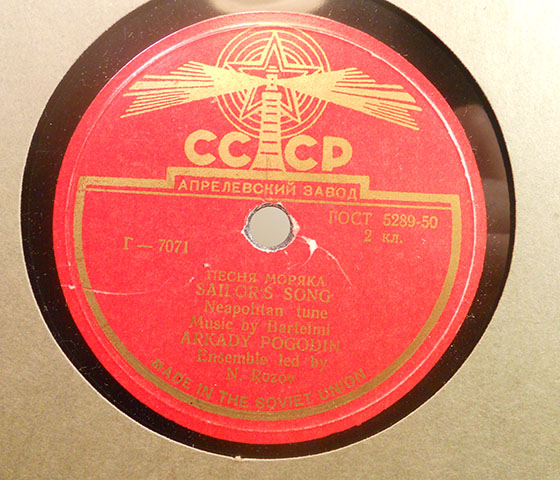 СССР
АПРЕЛЕВСКИЙ ЗАВОД
ГОСТ 5289-50
Г — 7071
2 кл.
ПЕСНЯ МОРЯКА
SAILOR'S SONG
Neapolitan tune
Music by Bartelmi
ARKADY POGODIN
Ensemble led by
N. Rozov
MADE IN THE SOVIET UNION